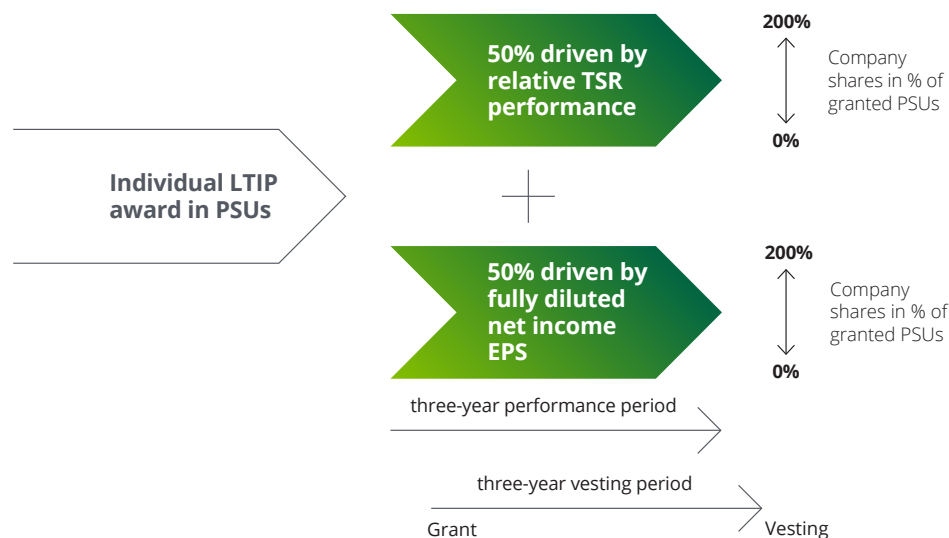 Individual LTIP
award in PSUs
50% driven by
relative TSR
performance
200%
Company
shares in % of
granted PSUs
0%
50% driven by
fully diluted
net income
EPS
200%
Company
shares in % of
granted PSUs
0%
three-year performance period
three-year vesting period
Grant
Vesting